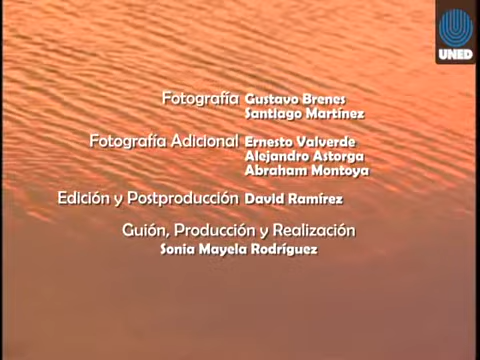 UNED
Fotografía Gustavo Brenes
Santiago Martínez
Fotografía Adicional Ernesto Valverde
Alejandro Astorga
Abraham Montoya
Edición y Postproducción David Ramírez
Guión, Producción y Realización
Sonia Mayela Rodríguez